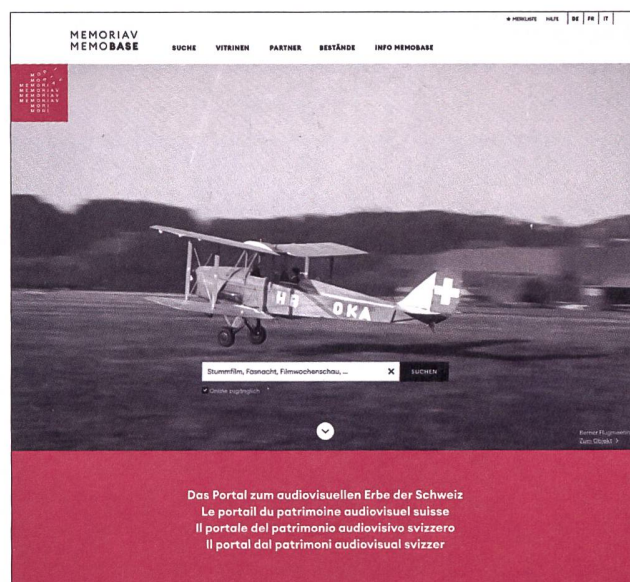 ★ MERKLISTE HILFE DE FR IT
MEMORIAV
MEMOBASE
SUCHE VITRINEN PARTNER BESTÄNDE INFO MEMOBASE
HB OKA
Stummfilm, Fasnacht, Filmwochenschau, ... ✕ SUCHEN
Online zugänglich
Berner Flugmeeting
Zum Objekt >
Das Portal zum audiovisuellen Erbe der Schweiz
Le portail du patrimoine audiovisuel suisse
Il portale del patrimonio audiovisivo svizzero
Il portal dal patrimoni audiovisual svizzer